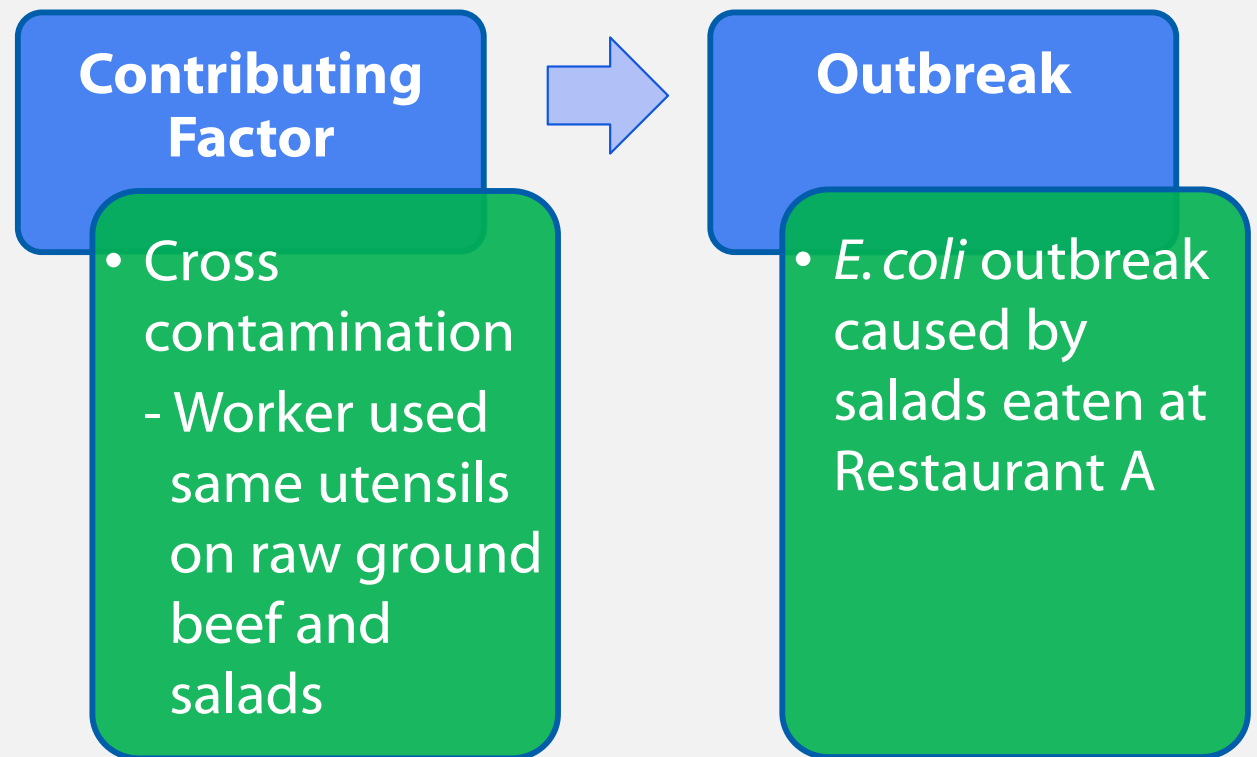 Contributing
Factor
• Cross
contamination
- Worker used
same utensils
on raw ground
beef and
salads
Outbreak
• E. coli outbreak
caused by
salads eaten at
Restaurant A